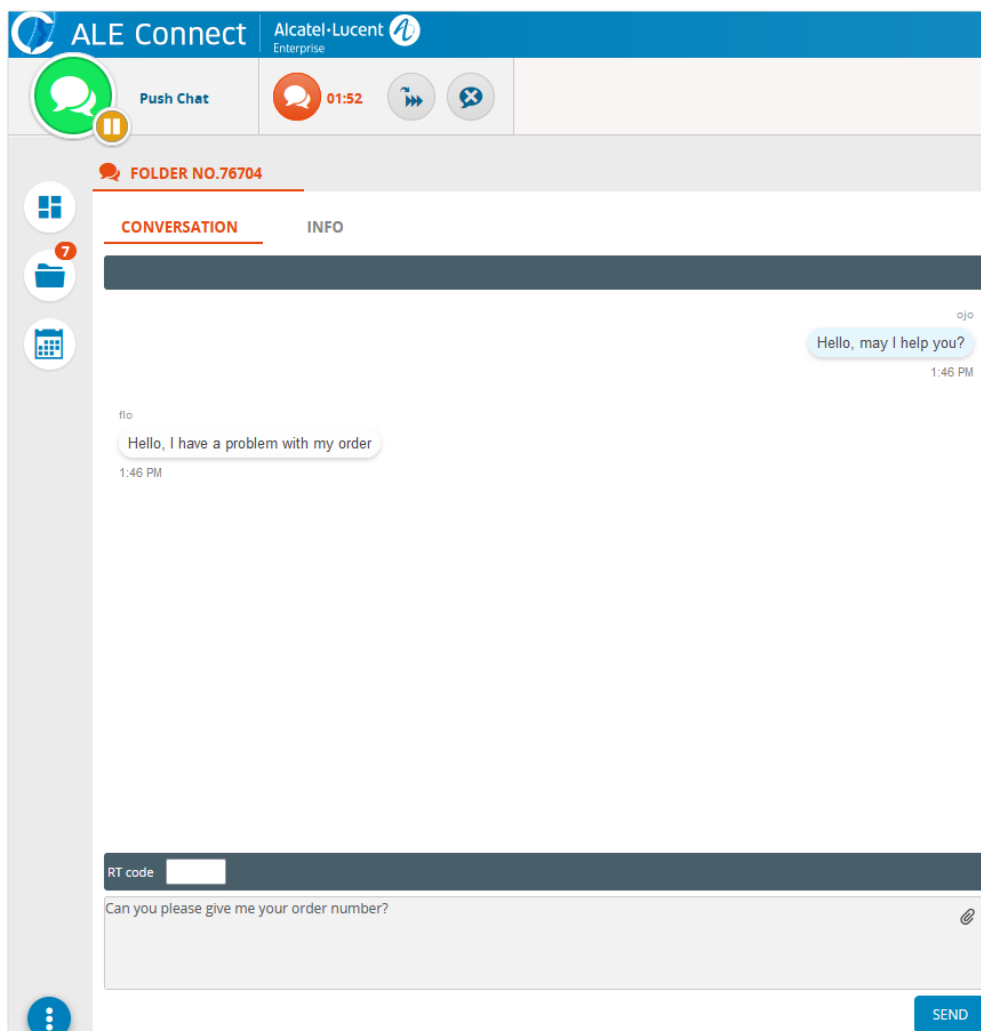 ALE Connect
Alcatel·Lucent
Enterprise
Push Chat
01:52
FOLDER NO.76704
CONVERSATION
INFO
7
ojo
Hello, may I help you?
1:46 PM
flo
Hello, I have a problem with my order
1:46 PM
RT code
Can you please give me your order number?
SEND